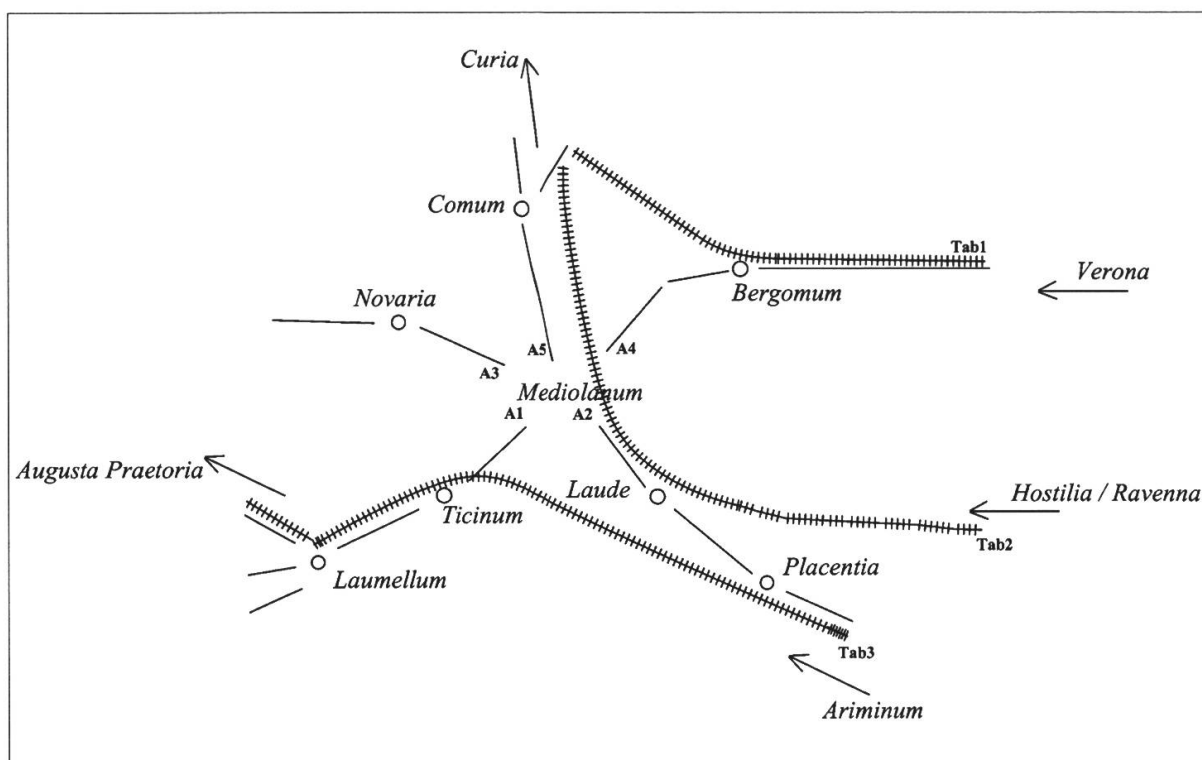 Curia
Comum
Tab1
Verona
Bergomum
Novaria
A5
A4
A3
Mediolanum
A1
A2
Augusta Praetoria
Laude
Hostilia / Ravenna
Ticinum
Tab2
Placentia
Laumellum
Tab3
Ariminum